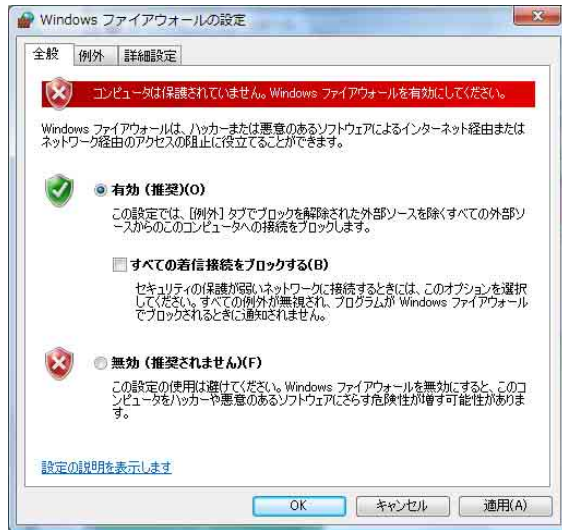 Windows ファイアウォールの設定
全般 例外 詳細設定
コンピュータは保護されていません。Windows ファイアウォールを有効にしてください。
Windows ファイアウォールは、ハッカーまたは悪意のあるソフトウェアによるインターネット経由または
ネットワーク経由のアクセスの阻止に役立てることができます。
有効 (推奨)(O)
この設定では、[例外] タブでブロックを解除された外部ソースを除くすべての外部ソ
ースからのこのコンピュータへの接続をブロックします。
すべての着信接続をブロックする(B)
セキュリティの保護が弱いネットワークに接続するときには、このオプションを選択
してください。すべての例外が無視され、プログラムが Windows ファイアウォール
でブロックされるときに通知されません。
無効 (推奨されません)(F)
この設定の使用は避けてください。Windows ファイアウォールを無効にすると、このコ
ンピュータをハッカーや悪意のあるソフトウェアにさらす危険性が増す可能性がありま
す。
設定の説明を表示します
OK キャンセル 適用(A)